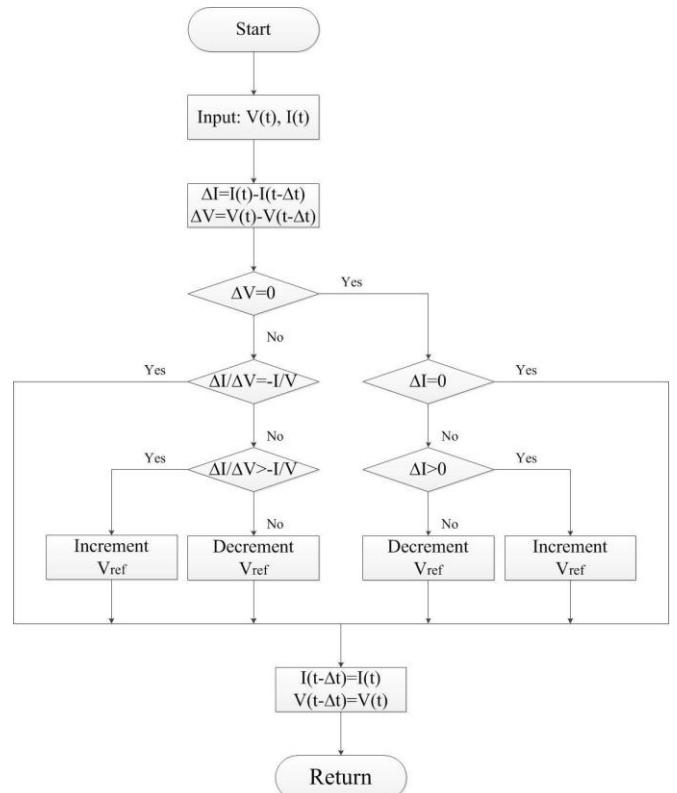 Start
Input: V(t), I(t)
ΔI=I(t)-I(t-Δt)
ΔV=V(t)-V(t-Δt)
ΔV=0
Yes
No
Yes
ΔI/ΔV=-I/V
ΔI=0
Yes
No
No
Yes
ΔI/ΔV>-I/V
ΔI>0
Yes
No
No
Increment
Vref
Decrement
Vref
Decrement
Vref
Increment
Vref
I(t-Δt)=I(t)
V(t-Δt)=V(t)
Return